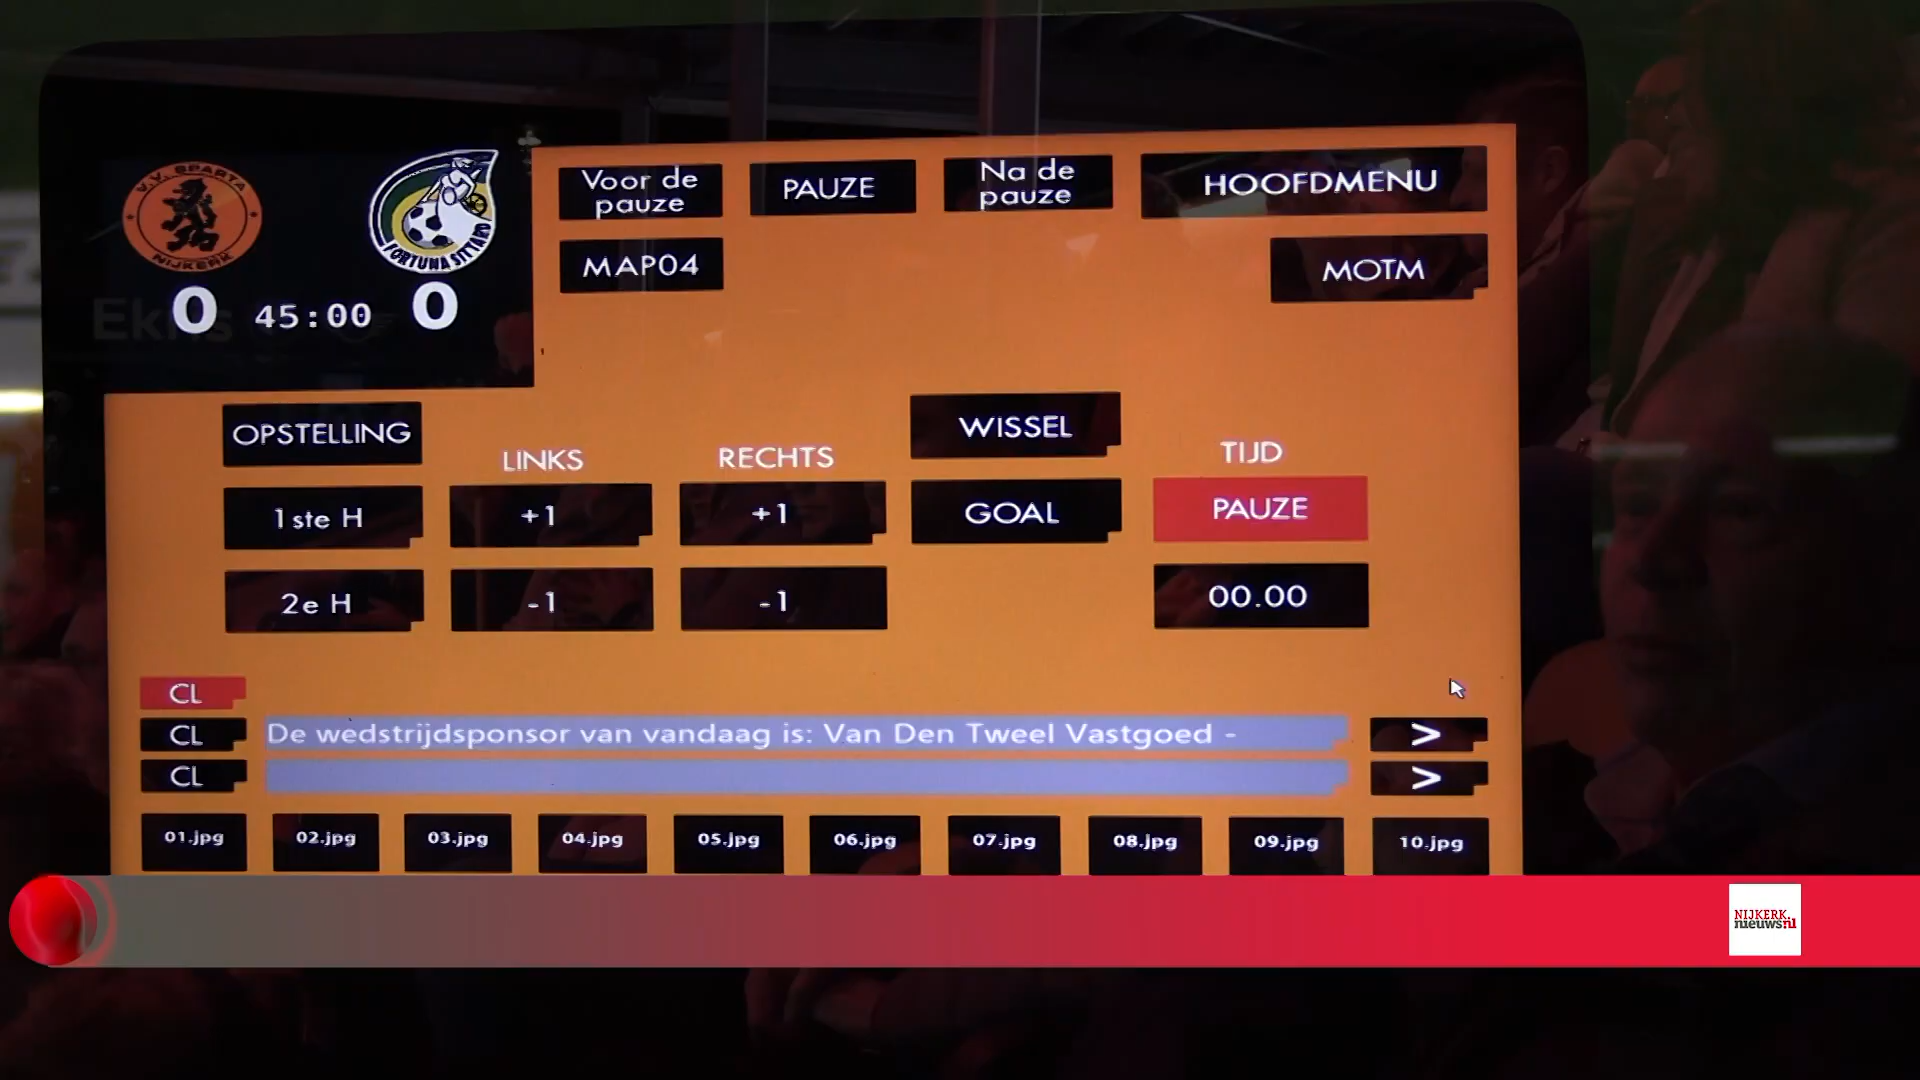 V.V. SPARTA
NIJKERK
FORTUNA SITTARD
0 45:00 0
Voor de
pauze
PAUZE
Na de
pauze
HOOFDMENU
MAP04
MOTM
OPSTELLING
LINKS
RECHTS
WISSEL
TIJD
1ste H
+1
+1
GOAL
PAUZE
2e H
-1
-1
00.00
CL
CL De wedstrijdsponsor van vandaag is: Van Den Tweel Vastgoed - >
CL >
01.jpg 02.jpg 03.jpg 04.jpg 05.jpg 06.jpg 07.jpg 08.jpg 09.jpg 10.jpg
NIJKERK
nieuws.nl